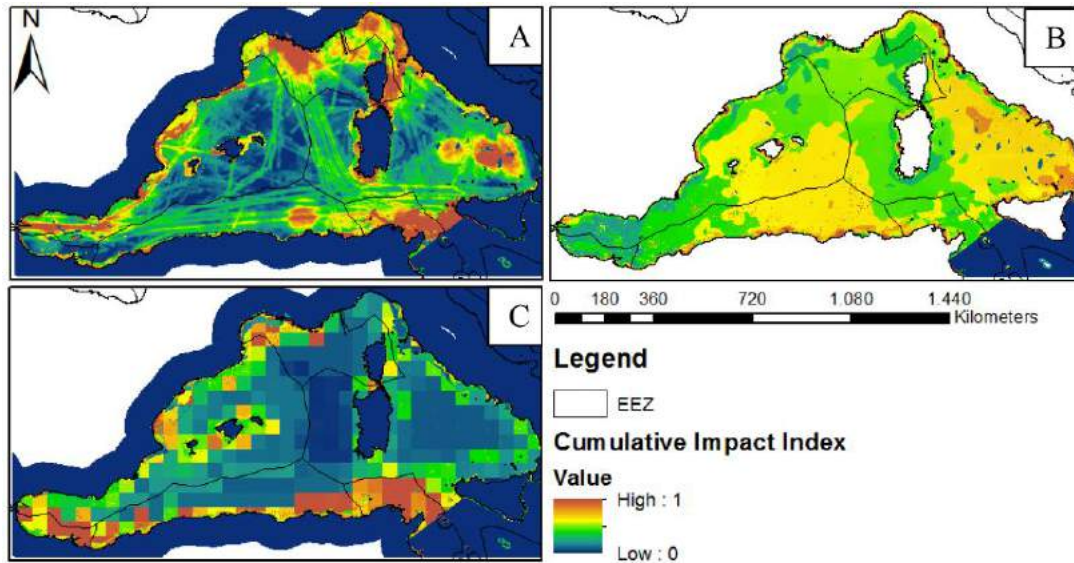 N
A
B
C
0 180 360 720 1.080 1.440
Kilometers
Legend
EEZ
Cumulative Impact Index
Value
High : 1
Low : 0